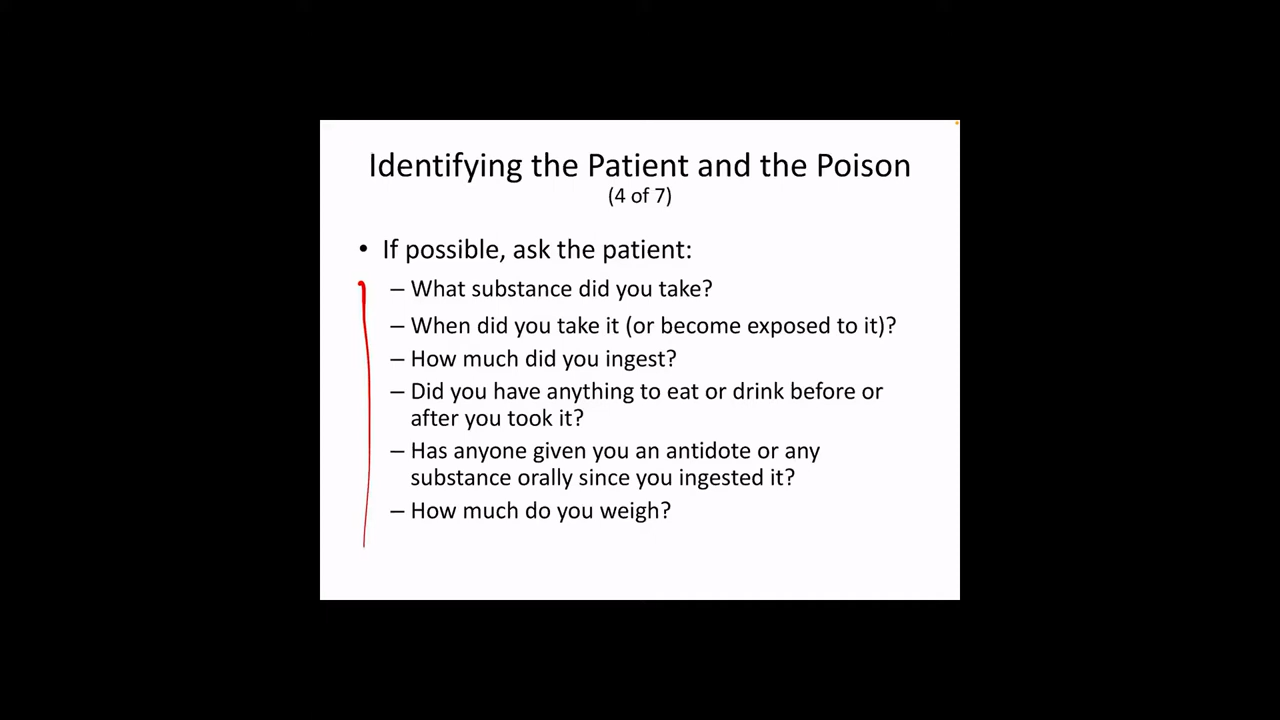 Identifying the Patient and the Poison
(4 of 7)
• If possible, ask the patient:
– What substance did you take?
– When did you take it (or become exposed to it)?
– How much did you ingest?
– Did you have anything to eat or drink before or
after you took it?
– Has anyone given you an antidote or any
substance orally since you ingested it?
– How much do you weigh?